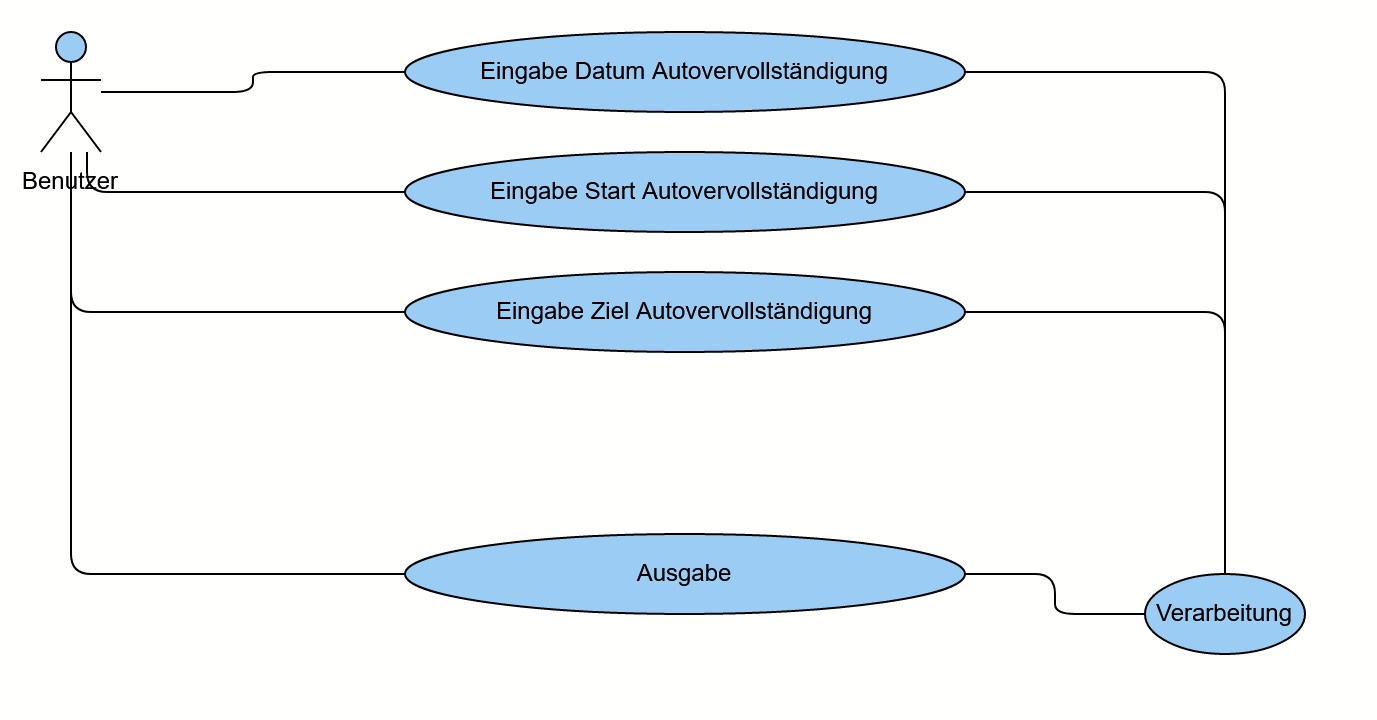 Eingabe Datum Autovervollständigung
Benutzer
Eingabe Start Autovervollständigung
Eingabe Ziel Autovervollständigung
Ausgabe
Verarbeitung